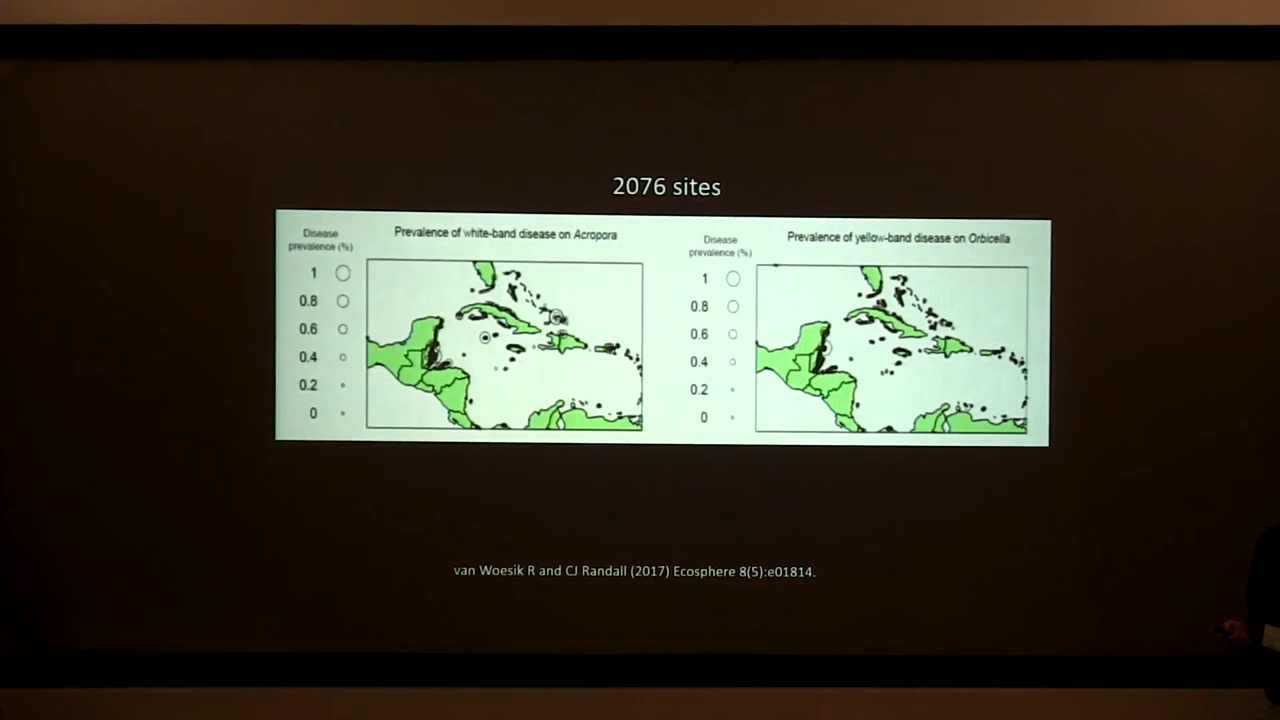 2076 sites
Disease
prevalence (%)
Prevalence of white-band disease on Acropora
1
0.8
0.6
0.4
0.2
0
Disease
prevalence (%)
Prevalence of yellow-band disease on Orbicella
1
0.8
0.6
0.4
0.2
0
van Woesik R and CJ Randall (2017) Ecosphere 8(5):e01814.